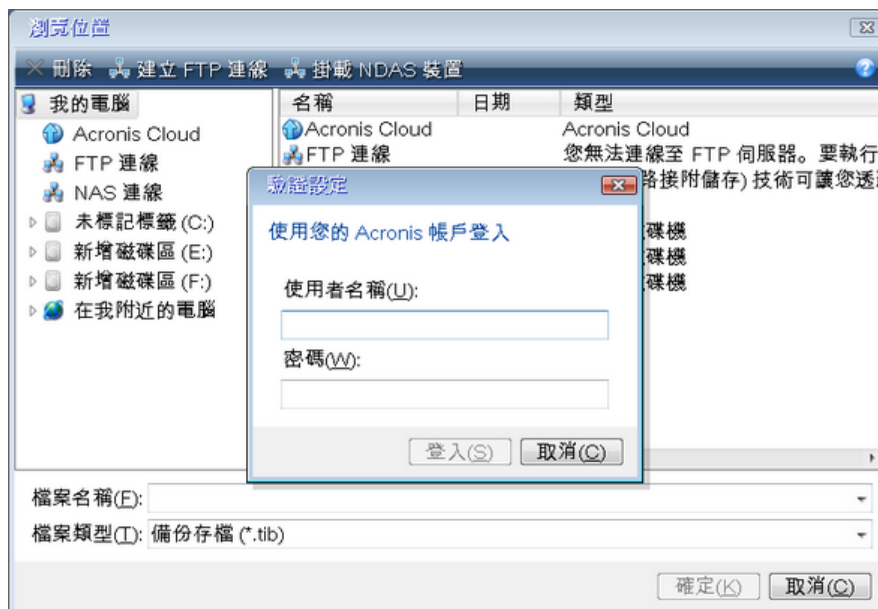 瀏覽位置
刪除 建立 FTP 連線 掛載 NDAS 裝置
我的電腦
Acronis Cloud
FTP 連線
NAS 連線
未標記標籤 (C:)
新增磁碟區 (E:)
新增磁碟區 (F:)
在我附近的電腦
名稱 日期 類型
Acronis Cloud Acronis Cloud
FTP 連線 您無法連線至 FTP 伺服器。要執行
路接附儲存) 技術可讓您透
碟機
碟機
碟機
驗證設定
使用您的 Acronis 帳戶登入
使用者名稱(U):
密碼(W):
登入(S) 取消(C)
檔案名稱(F):
檔案類型(T): 備份存檔 (*.tib)
確定(K) 取消(C)